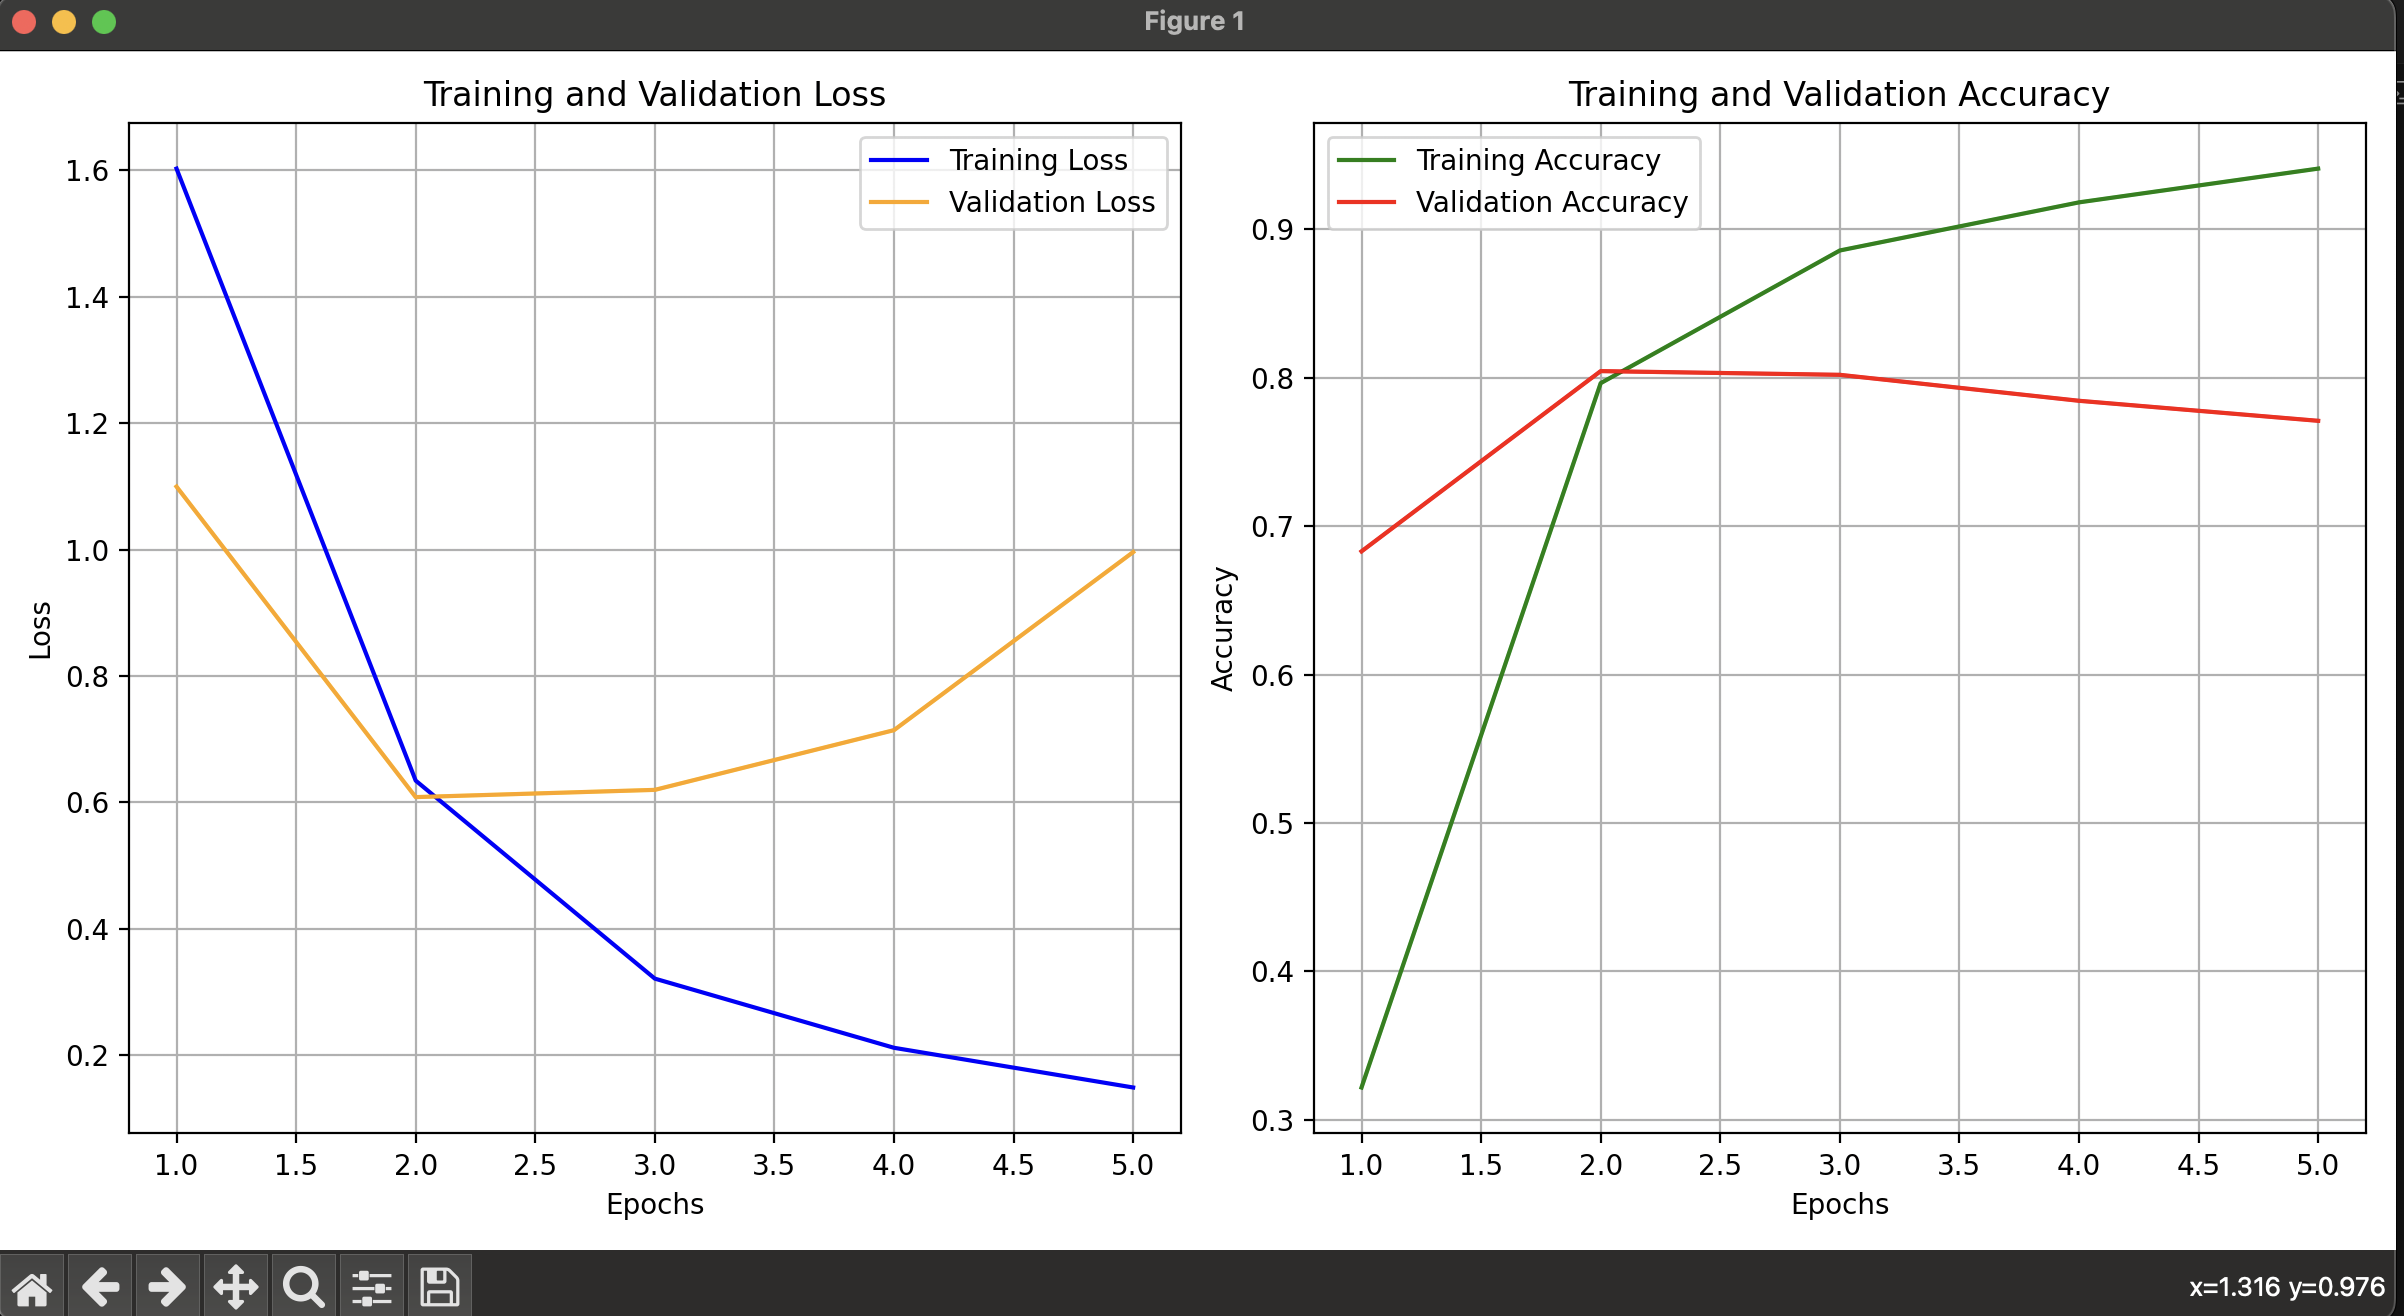 Figure 1
Training and Validation Loss
Training Loss
Validation Loss
1.6
1.4
1.2
1.0
0.8
0.6
0.4
0.2
Loss
1.0 1.5 2.0 2.5 3.0 3.5 4.0 4.5 5.0
Epochs
Training and Validation Accuracy
Training Accuracy
Validation Accuracy
0.9
0.8
0.7
0.6
0.5
0.4
0.3
Accuracy
1.0 1.5 2.0 2.5 3.0 3.5 4.0 4.5 5.0
Epochs
x=1.316 y=0.976